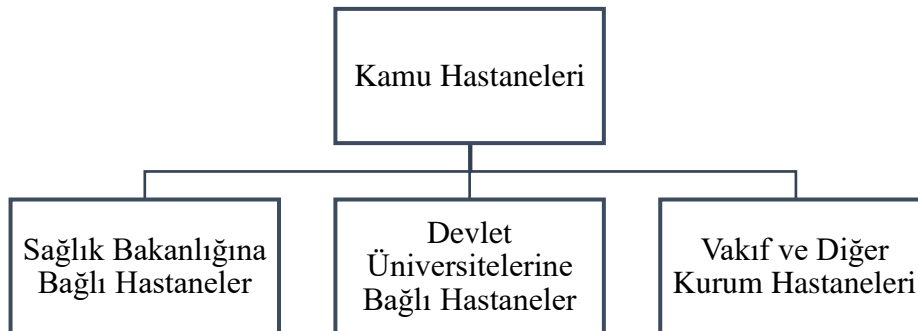 Kamu Hastaneleri
Sağlık Bakanlığına
Bağlı Hastaneler
Devlet
Üniversitelerine
Bağlı Hastaneler
Vakıf ve Diğer
Kurum Hastaneleri